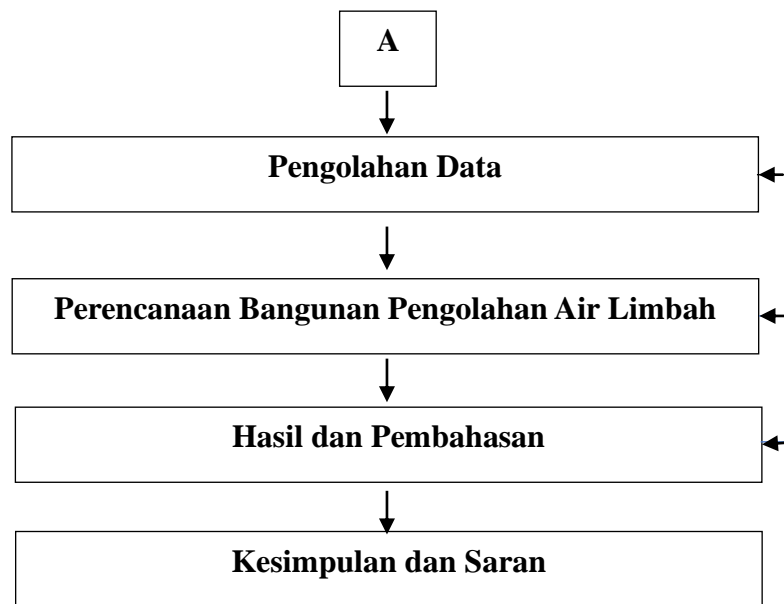 A
Pengolahan Data
Perencanaan Bangunan Pengolahan Air Limbah
Hasil dan Pembahasan
Kesimpulan dan Saran